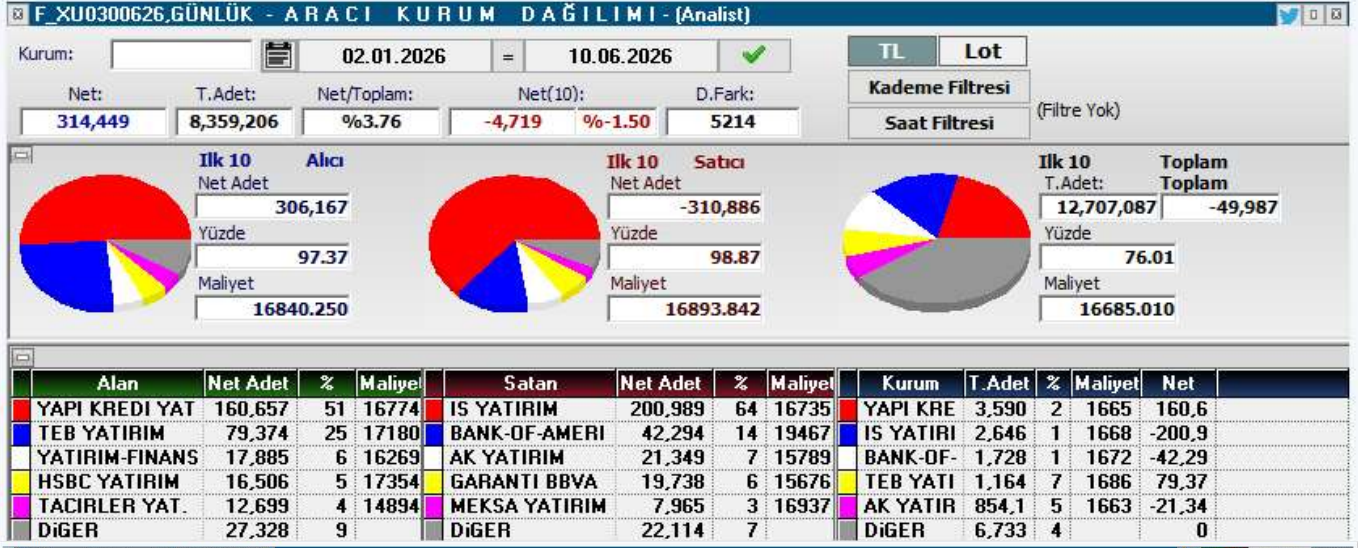 F_XU0300626,GÜNLÜK - A R A C I   K U R U M   D A Ğ I L I M I - (Analist)
Kurum: 02.01.2026 = 10.06.2026 TL Lot
Kademe Filtresi
Net: T.Adet: Net/Toplam: Net(10): D.Fark:
314,449 8,359,206 %3.76 -4,719 %-1.50 5214 Saat Filtresi (Filtre Yok)
Ilk 10 Alıcı Ilk 10 Satıcı Ilk 10 Toplam
Net Adet Net Adet T.Adet: Toplam
306,167 -310,886 12,707,087 -49,987
Yüzde Yüzde Yüzde
97.37 98.87 76.01
Maliyet Maliyet Maliyet
16840.250 16893.842 16685.010
Alan Net Adet % Maliyet Satan Net Adet % Maliyet Kurum T.Adet % Maliyet Net
YAPI KREDI YAT 160,657 51 16774 IS YATIRIM 200,989 64 16735 YAPI KRE 3,590 2 1665 160,6
TEB YATIRIM 79,374 25 17180 BANK-OF-AMERI 42,294 14 19467 IS YATIRI 2,646 1 1668 -200,9
YATIRIM-FINANS 17,885 6 16269 AK YATIRIM 21,349 7 15789 BANK-OF- 1,728 1 1672 -42,29
HSBC YATIRIM 16,506 5 17354 GARANTI BBVA 19,738 6 15676 TEB YATI 1,164 7 1686 79,37
TACIRLER YAT. 12,699 4 14894 MEKSA YATIRIM 7,965 3 16937 AK YATIR 854,1 5 1663 -21,34
DiGER 27,328 9 DiGER 22,114 7 DiGER 6,733 4 0